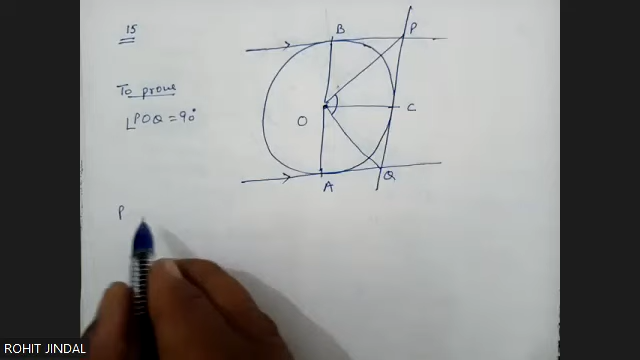 15
To prove
∟POQ = 90°
P
B
P
O
C
A
Q
ROHIT JINDAL